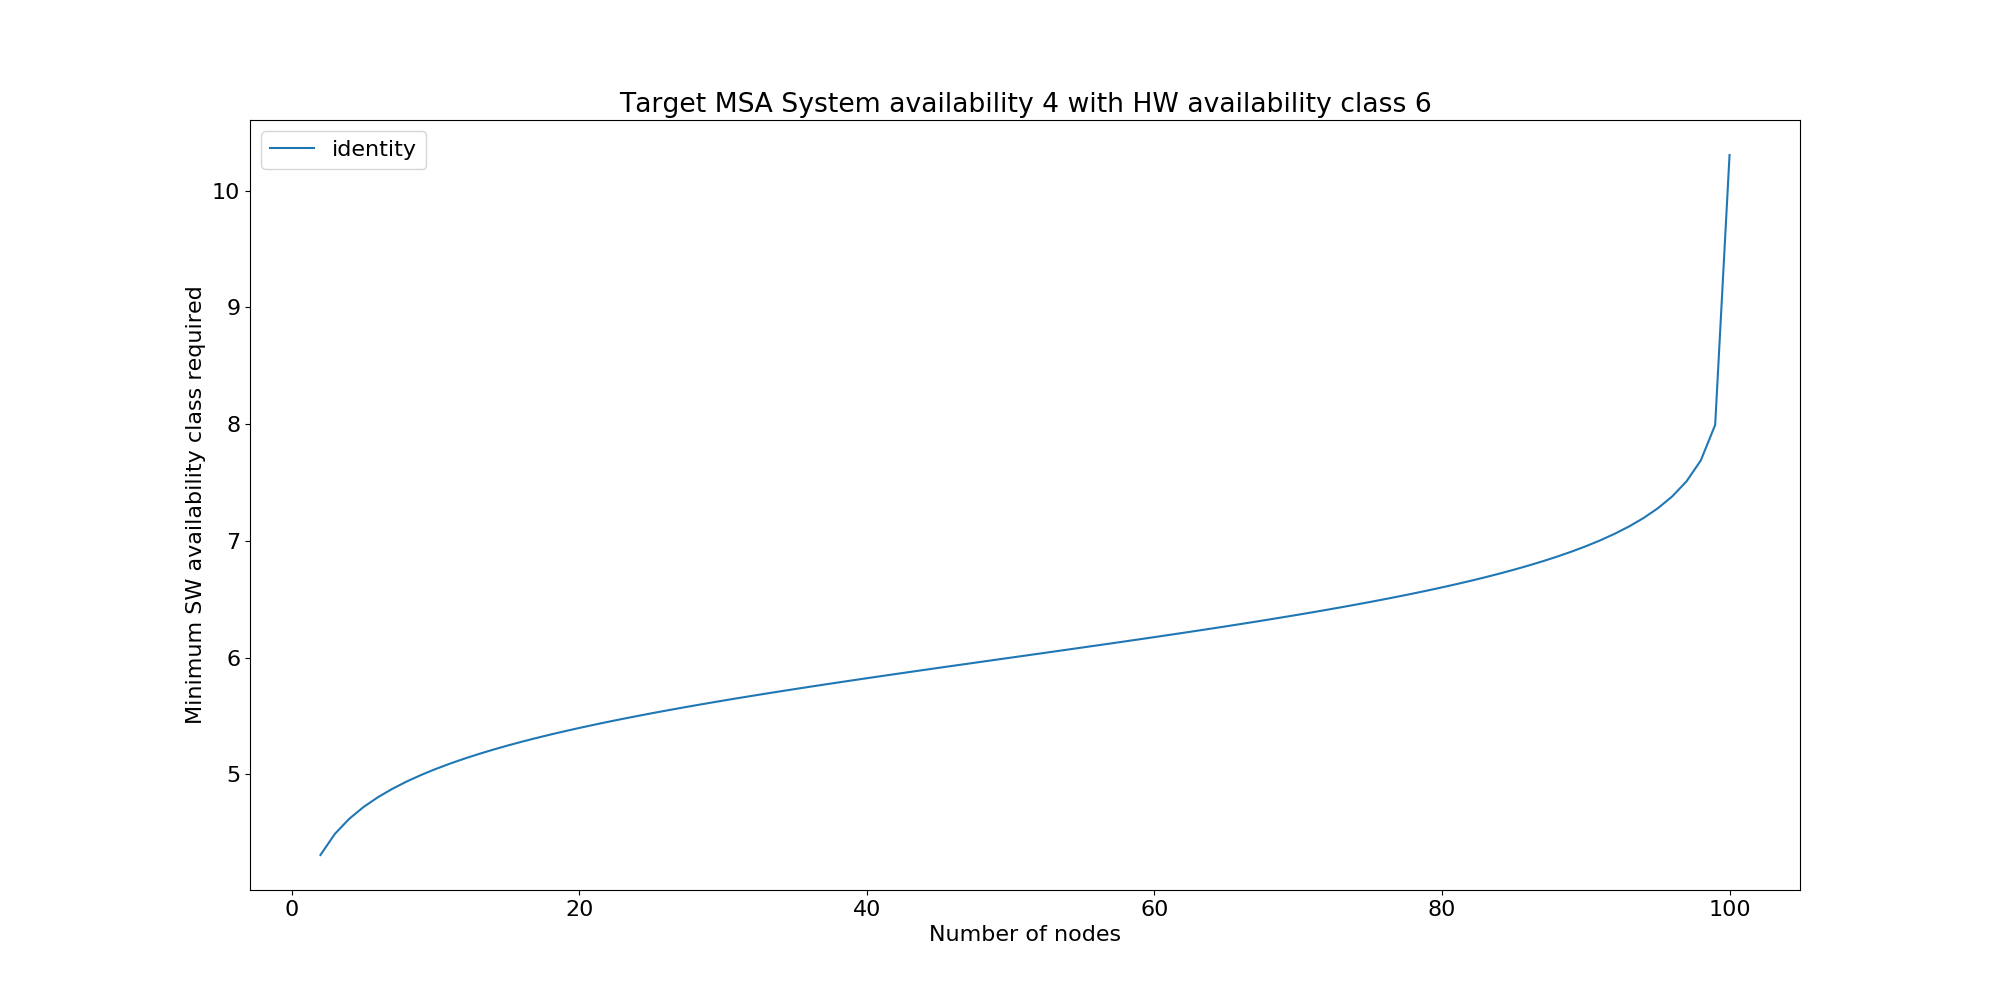 Target MSA System availability 4 with HW availability class 6
identity
Minimum SW availability class required
10
9
8
7
6
5
0 20 40 60 80 100
Number of nodes